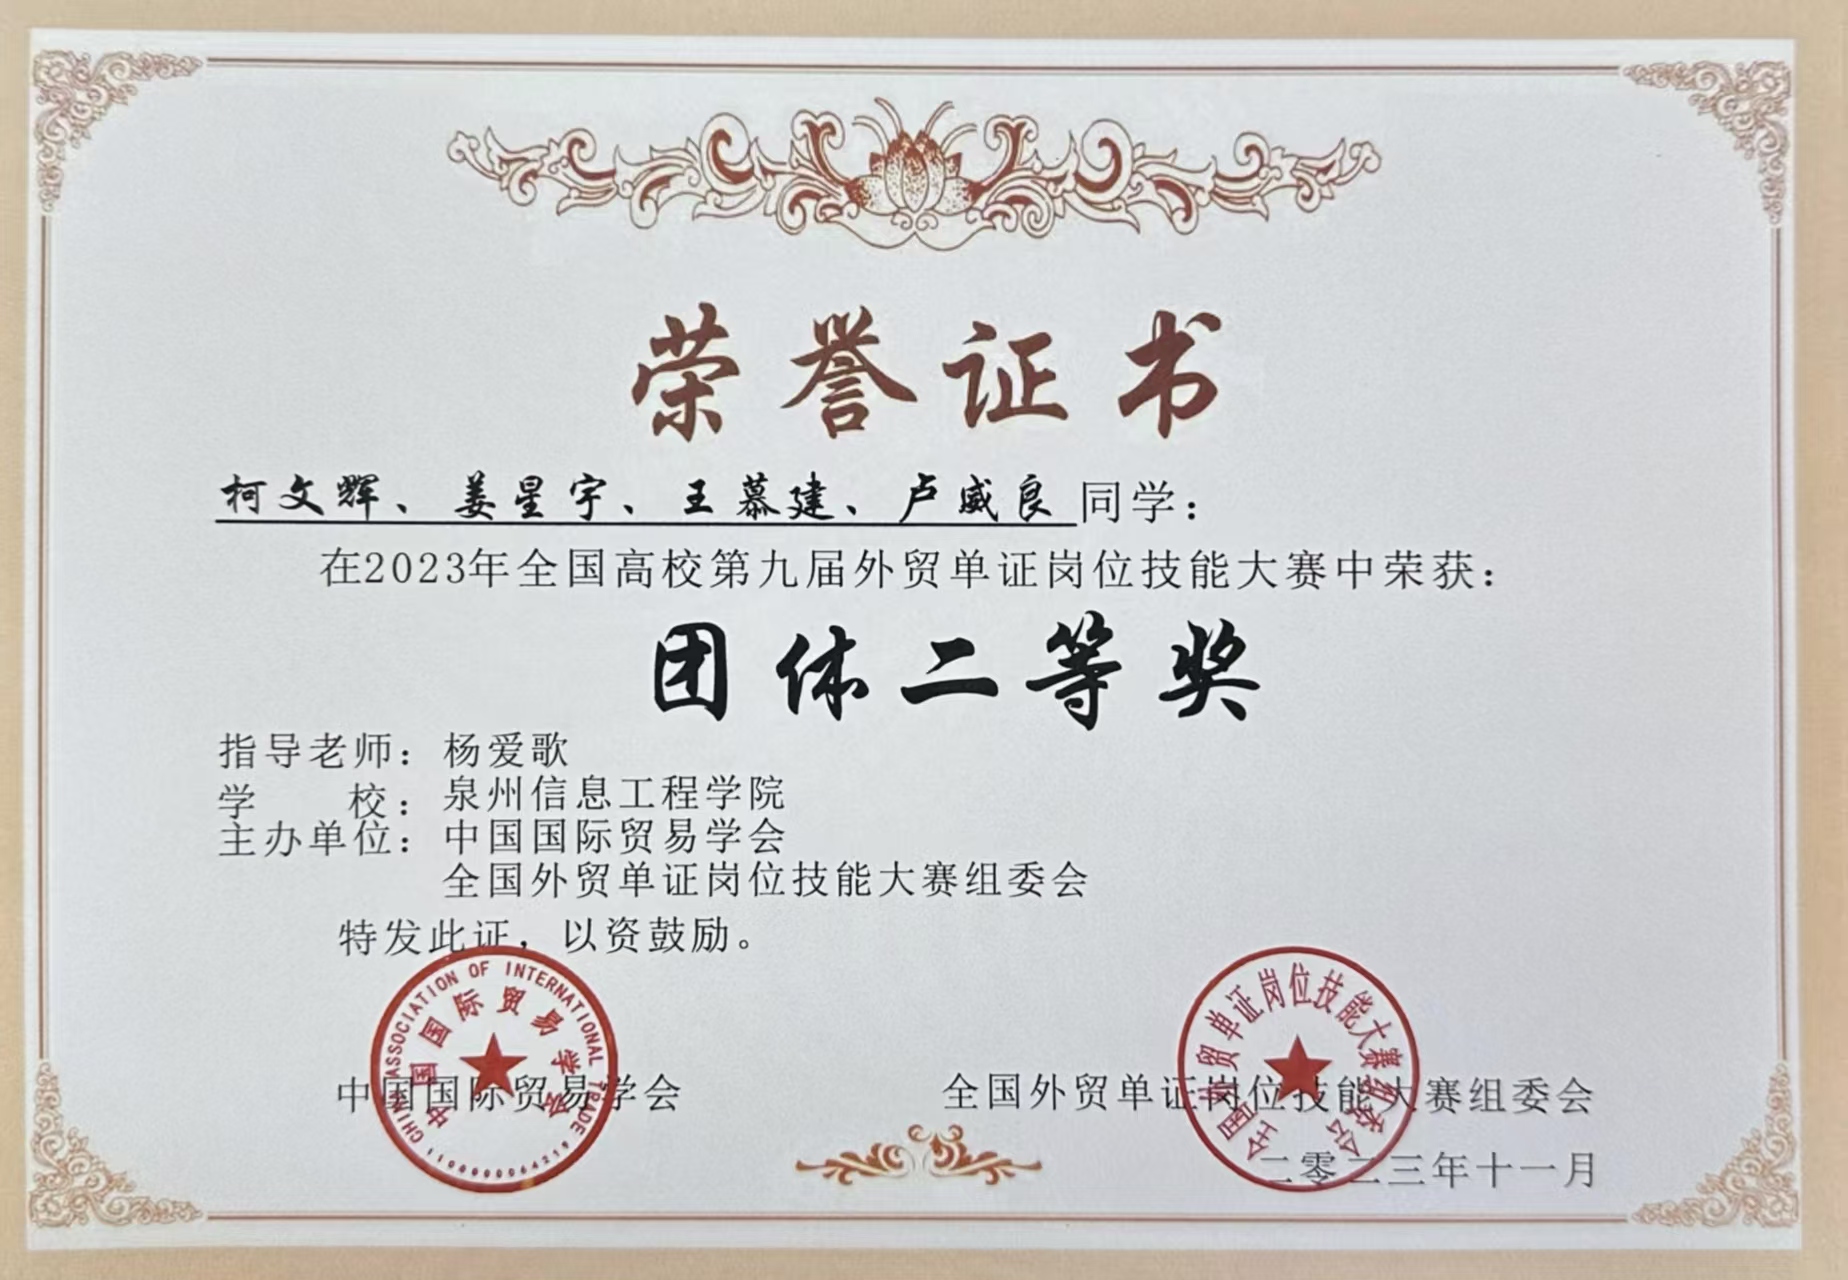 荣誉证书
柯文辉、姜星宇、王慕建、卢威良同学：
在2023年全国高校第九届外贸单证岗位技能大赛中荣获：
团体二等奖
指导老师：杨爱歌
学　　校：泉州信息工程学院
主办单位：中国国际贸易学会
全国外贸单证岗位技能大赛组委会
特发此证，以资鼓励。
CHINA ASSOCIATION OF INTERNATIONAL TRADE
中国国际贸易学会
中国国际贸易学会
全国外贸单证岗位技能大赛组委会
全国外贸单证岗位技能大赛组委会
二零二三年十一月